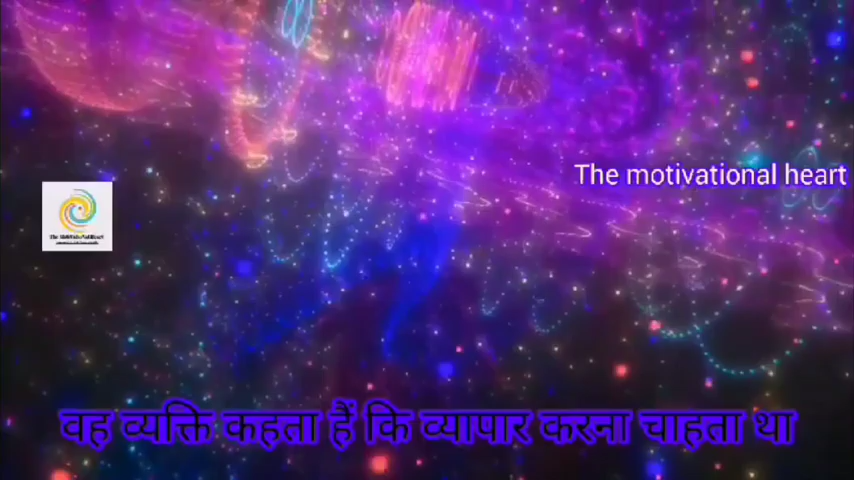 The motivational heart
वह व्यक्ति कहता हैं कि व्यापार करना चाहता था